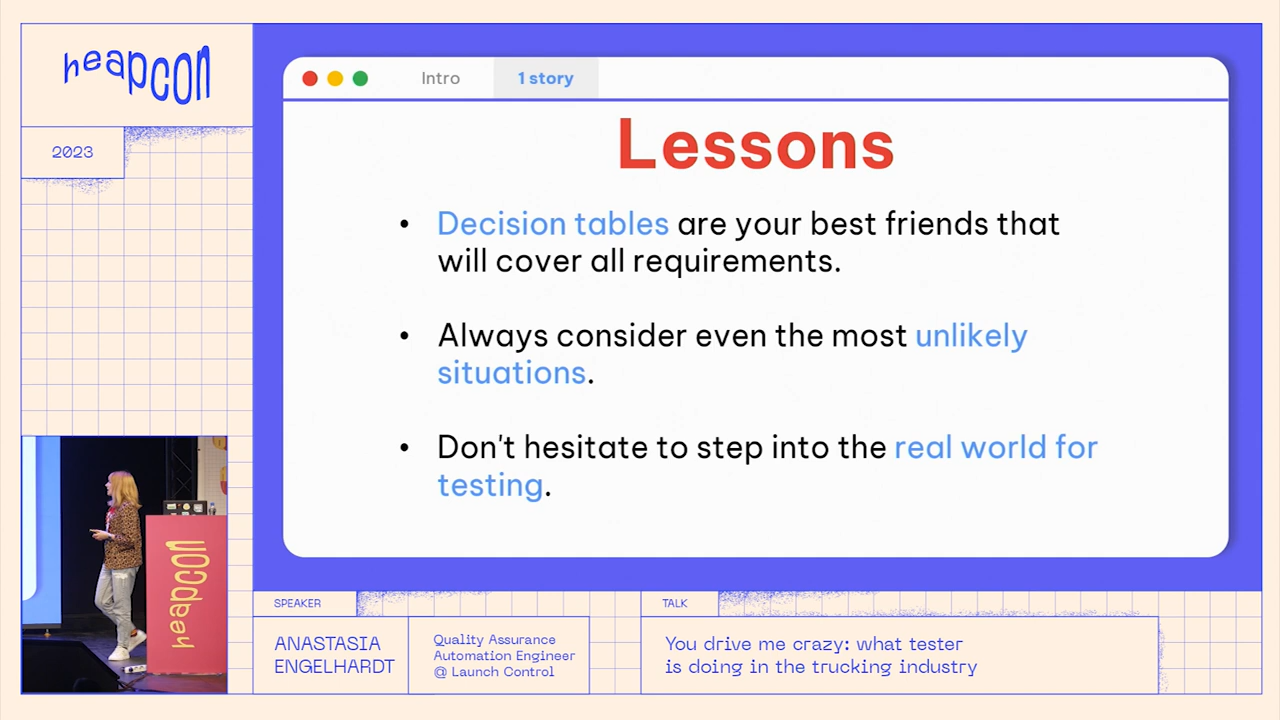 heapcon
2023
Intro
1 story
Lessons
• Decision tables are your best friends that
will cover all requirements.
• Always consider even the most unlikely
situations.
• Don't hesitate to step into the real world for
testing.
heapcon
SPEAKER
ANASTASIA
ENGELHARDT
Quality Assurance
Automation Engineer
@ Launch Control
TALK
You drive me crazy: what tester
is doing in the trucking industry